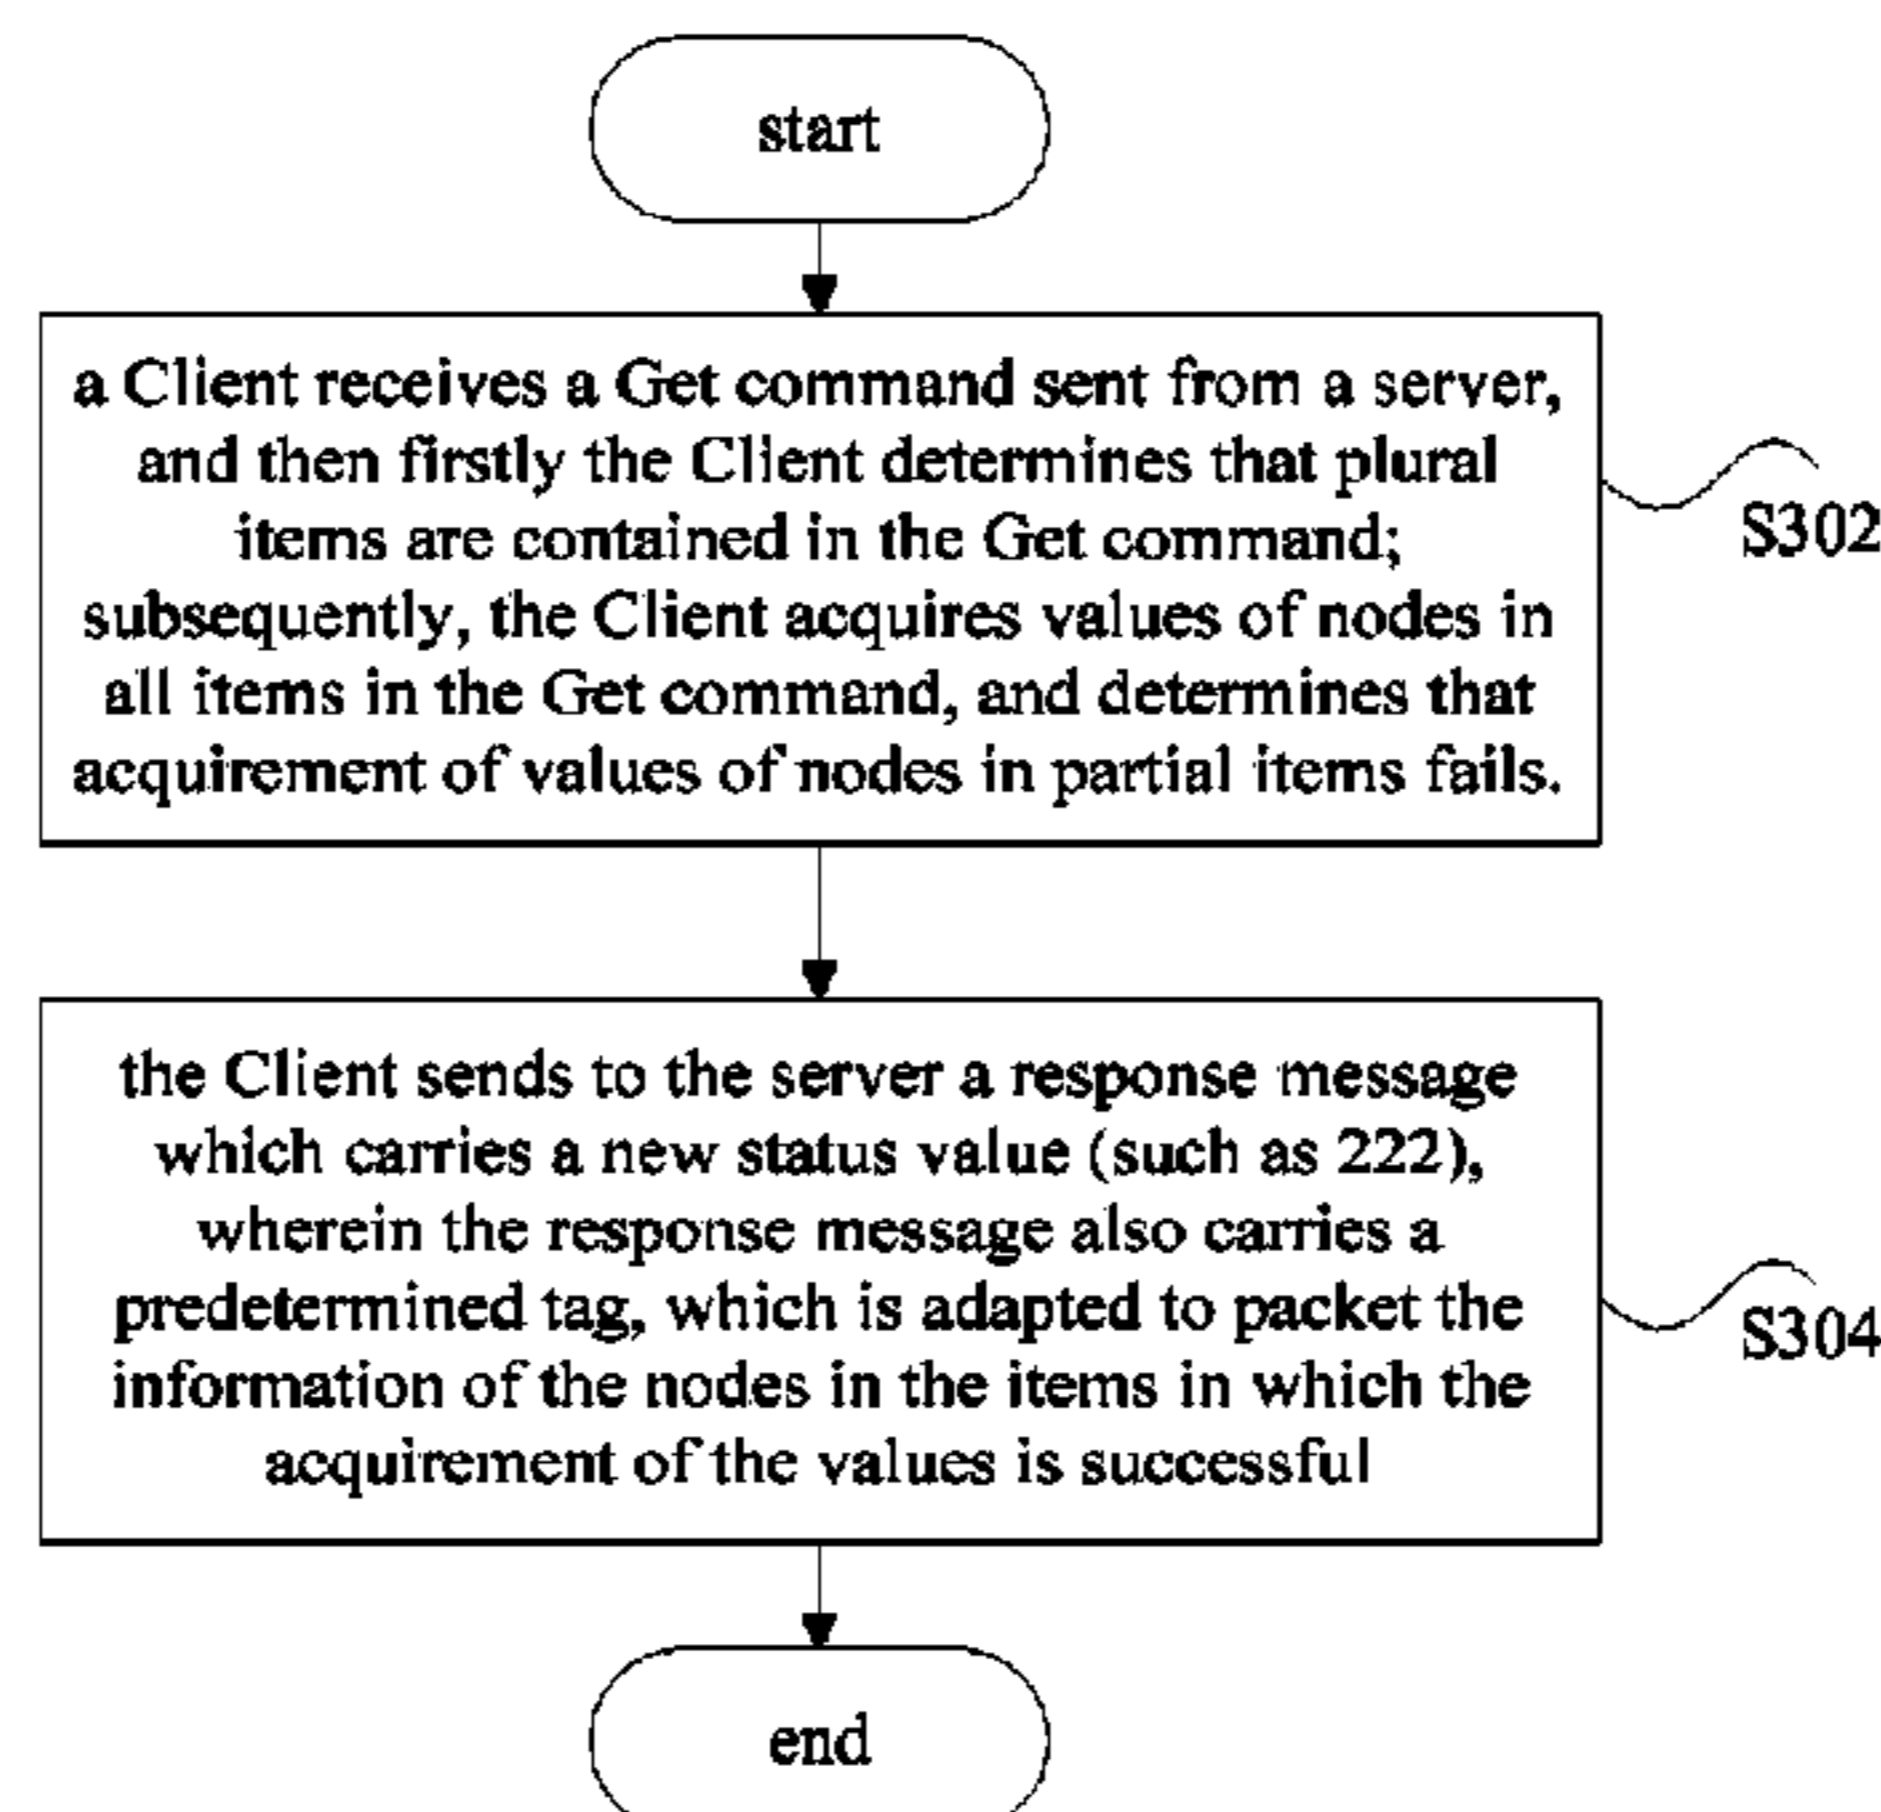 start
a Client receives a Get command sent from a server,
and then firstly the Client determines that plural
items are contained in the Get command;
subsequently, the Client acquires values of nodes in
all items in the Get command, and determines that
acquirement of values of nodes in partial items fails.
S302
the Client sends to the server a response message
which carries a new status value (such as 222),
wherein the response message also carries a
predetermined tag, which is adapted to packet the
information of the nodes in the items in which the
acquirement of the values is successful
S304
end